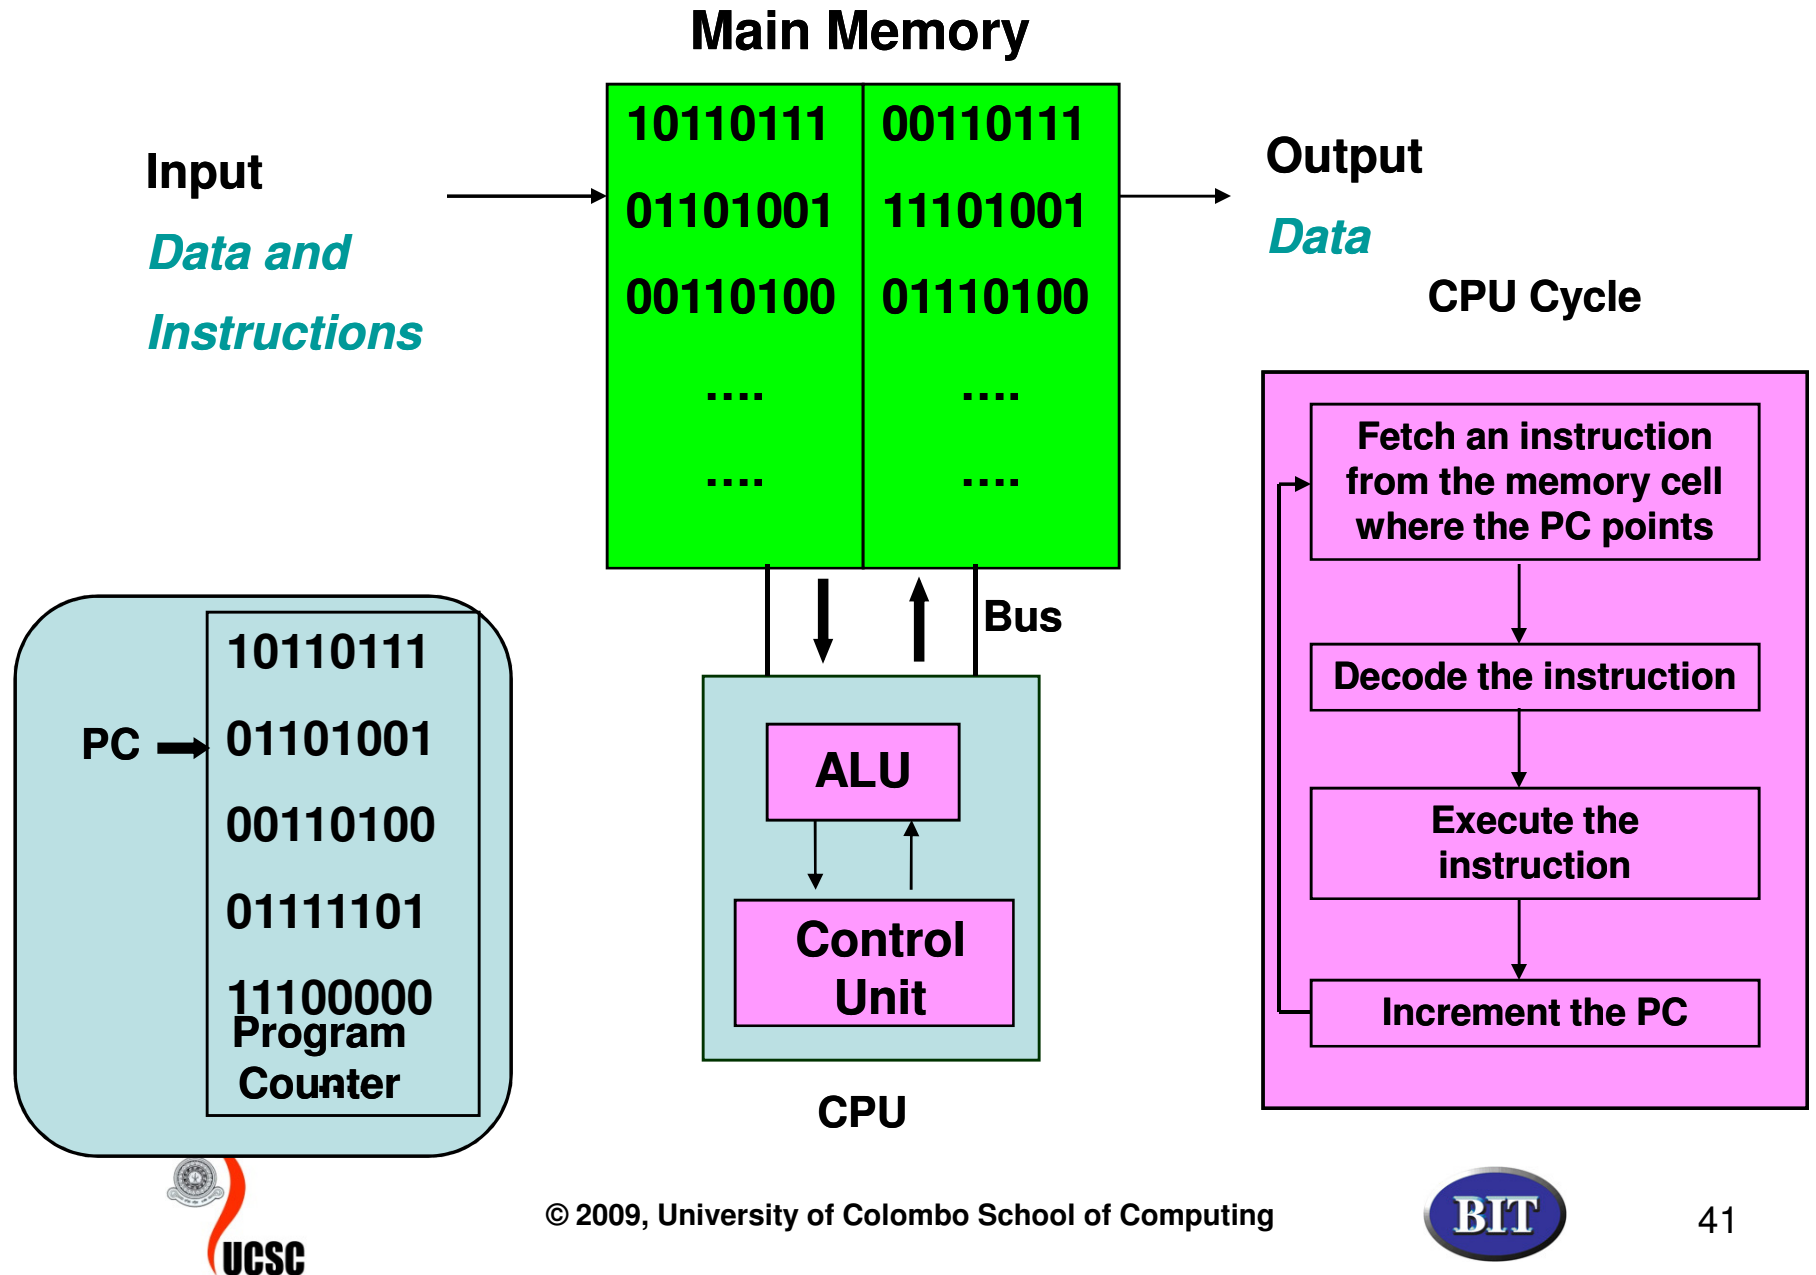 Main Memory
Input
Data and
Instructions
10110111 00110111
01101001 11101001
00110100 01110100
.... ....
.... ....
Output
Data
Bus
ALU
Control
Unit
CPU
PC
10110111
01101001
00110100
01111101
11100000
Program
Counter
....
CPU Cycle
Fetch an instruction
from the memory cell
where the PC points
Decode the instruction
Execute the
instruction
Increment the PC
UCSC
© 2009, University of Colombo School of Computing
BIT
41